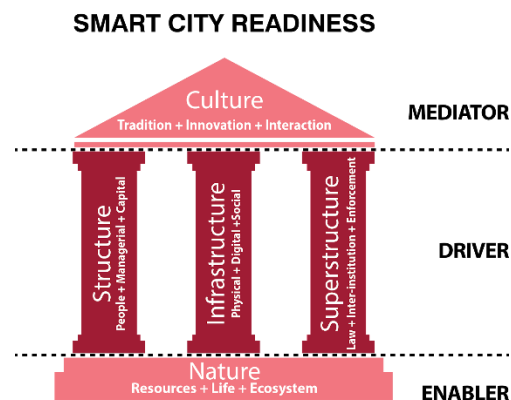 SMART CITY READINESS
Culture
Tradition + Innovation + Interaction
MEDIATOR
Structure
People + Managerial + Capital
Infrastructure
Physical + Digital +Social
Superstructure
Law + Inter-institution + Enforcement
DRIVER
Nature
Resources + Life + Ecosystem
ENABLER